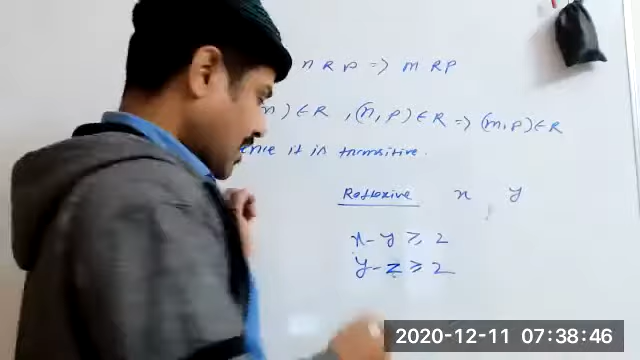 n R p => m R P
n) ∈ R , (n, p) ∈ R => (m, p) ∈ R
ence it is transitive.
Reflexive x y
x - y ≥ 2
y - z ≥ 2
2020-12-11 07:38:46